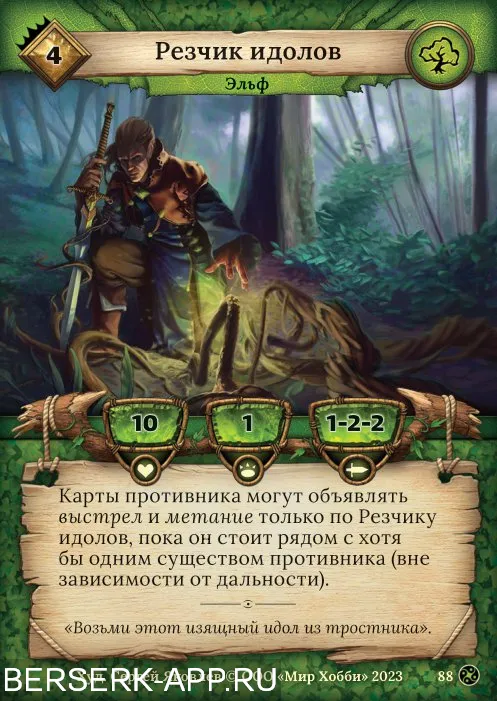 4
Резчик идолов
Эльф
10
1
1-2-2
Карты противника могут объявлять
выстрел и метание только по Резчику
идолов, пока он стоит рядом с хотя
бы одним существом противника (вне
зависимости от дальности).
«Возьми этот изящный идол из тростника».
© ООО «Мир Хобби» 2023
88
BERSERK-APP.RU